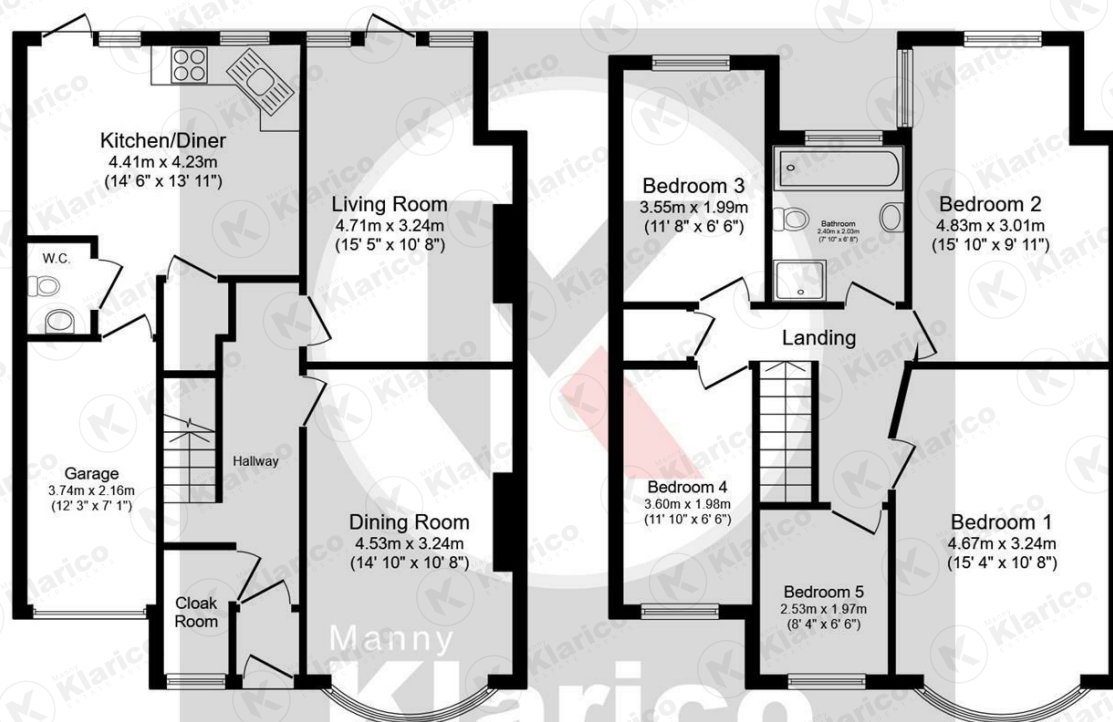 Kitchen/Diner
4.41m x 4.23m
(14' 6" x 13' 11")
Living Room
4.71m x 3.24m
(15' 5" x 10' 8")
W.C.
Garage
3.74m x 2.16m
(12' 3" x 7' 1")
Hallway
Dining Room
4.53m x 3.24m
(14' 10" x 10' 8")
Cloak
Room
Bedroom 3
3.55m x 1.99m
(11' 8" x 6' 6")
Bathroom
2.40m x 2.03m
(7' 10" x 6' 8")
Bedroom 2
4.83m x 3.01m
(15' 10" x 9' 11")
Landing
Bedroom 4
3.60m x 1.98m
(11' 10" x 6' 6")
Bedroom 5
2.53m x 1.97m
(8' 4" x 6' 6")
Bedroom 1
4.67m x 3.24m
(15' 4" x 10' 8")
Manny
Klarico